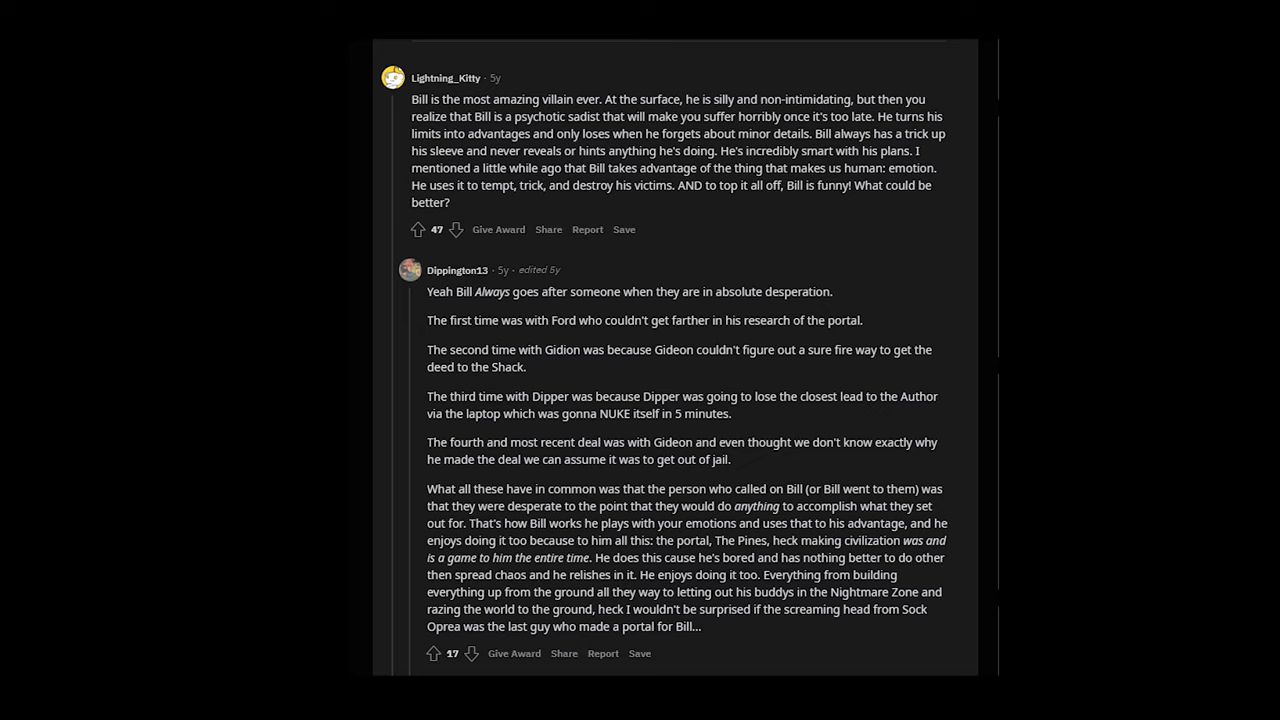 Lightning_Kitty · 5y
Bill is the most amazing villain ever. At the surface, he is silly and non-intimidating, but then you
realize that Bill is a psychotic sadist that will make you suffer horribly once it's too late. He turns his
limits into advantages and only loses when he forgets about minor details. Bill always has a trick up
his sleeve and never reveals or hints anything he's doing. He's incredibly smart with his plans. I
mentioned a little while ago that Bill takes advantage of the thing that makes us human: emotion.
He uses it to tempt, trick, and destroy his victims. AND to top it all off, Bill is funny! What could be
better?
47 Give Award Share Report Save
Dippington13 · 5y · edited 5y
Yeah Bill Always goes after someone when they are in absolute desperation.
The first time was with Ford who couldn't get farther in his research of the portal.
The second time with Gidion was because Gideon couldn't figure out a sure fire way to get the
deed to the Shack.
The third time with Dipper was because Dipper was going to lose the closest lead to the Author
via the laptop which was gonna NUKE itself in 5 minutes.
The fourth and most recent deal was with Gideon and even thought we don't know exactly why
he made the deal we can assume it was to get out of jail.
What all these have in common was that the person who called on Bill (or Bill went to them) was
that they were desperate to the point that they would do anything to accomplish what they set
out for. That's how Bill works he plays with your emotions and uses that to his advantage, and he
enjoys doing it too because to him all this: the portal, The Pines, heck making civilization was and
is a game to him the entire time. He does this cause he's bored and has nothing better to do other
then spread chaos and he relishes in it. He enjoys doing it too. Everything from building
everything up from the ground all they way to letting out his buddys in the Nightmare Zone and
razing the world to the ground, heck I wouldn't be surprised if the screaming head from Sock
Oprea was the last guy who made a portal for Bill...
17 Give Award Share Report Save